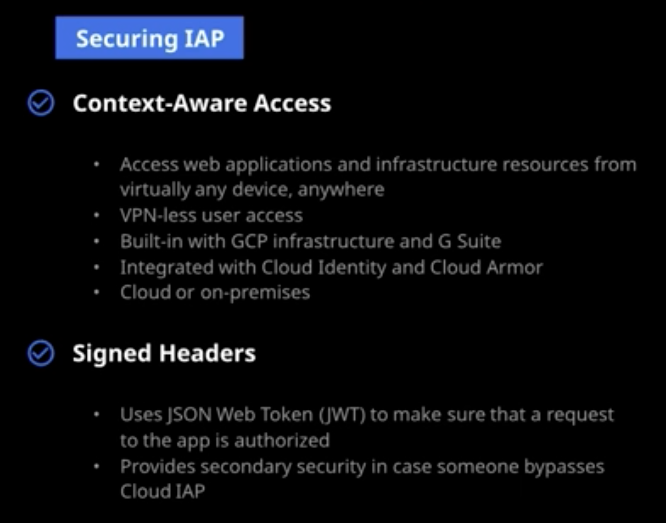 Securing IAP
Context-Aware Access
• Access web applications and infrastructure resources from
virtually any device, anywhere
• VPN-less user access
• Built-in with GCP infrastructure and G Suite
• Integrated with Cloud Identity and Cloud Armor
• Cloud or on-premises
Signed Headers
• Uses JSON Web Token (JWT) to make sure that a request
to the app is authorized
• Provides secondary security in case someone bypasses
Cloud IAP